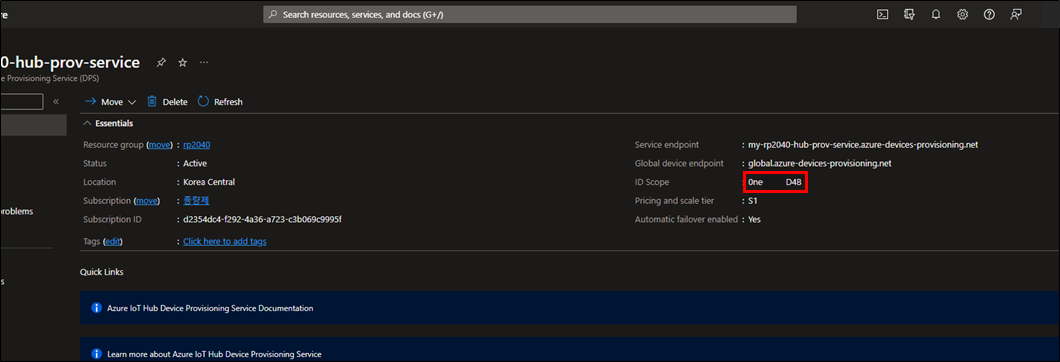 re
Search resources, services, and docs (G+/)
0-hub-prov-service
e Provisioning Service (DPS)
Move
Delete
Refresh
Essentials
Resource group (move) : rp2040
Status : Active
Location : Korea Central
Subscription (move) : 종량제
Subscription ID : d2354dc4-f292-4a36-a723-c3b069c9995f
Tags (edit) : Click here to add tags
Service endpoint : my-rp2040-hub-prov-service.azure-devices-provisioning.net
Global device endpoint : global.azure-devices-provisioning.net
ID Scope : 0ne D4B
Pricing and scale tier : S1
Automatic failover enabled : Yes
roblems
s
Quick Links
Azure IoT Hub Device Provisioning Service Documentation
Learn more about Azure IoT Hub Device Provisioning Service